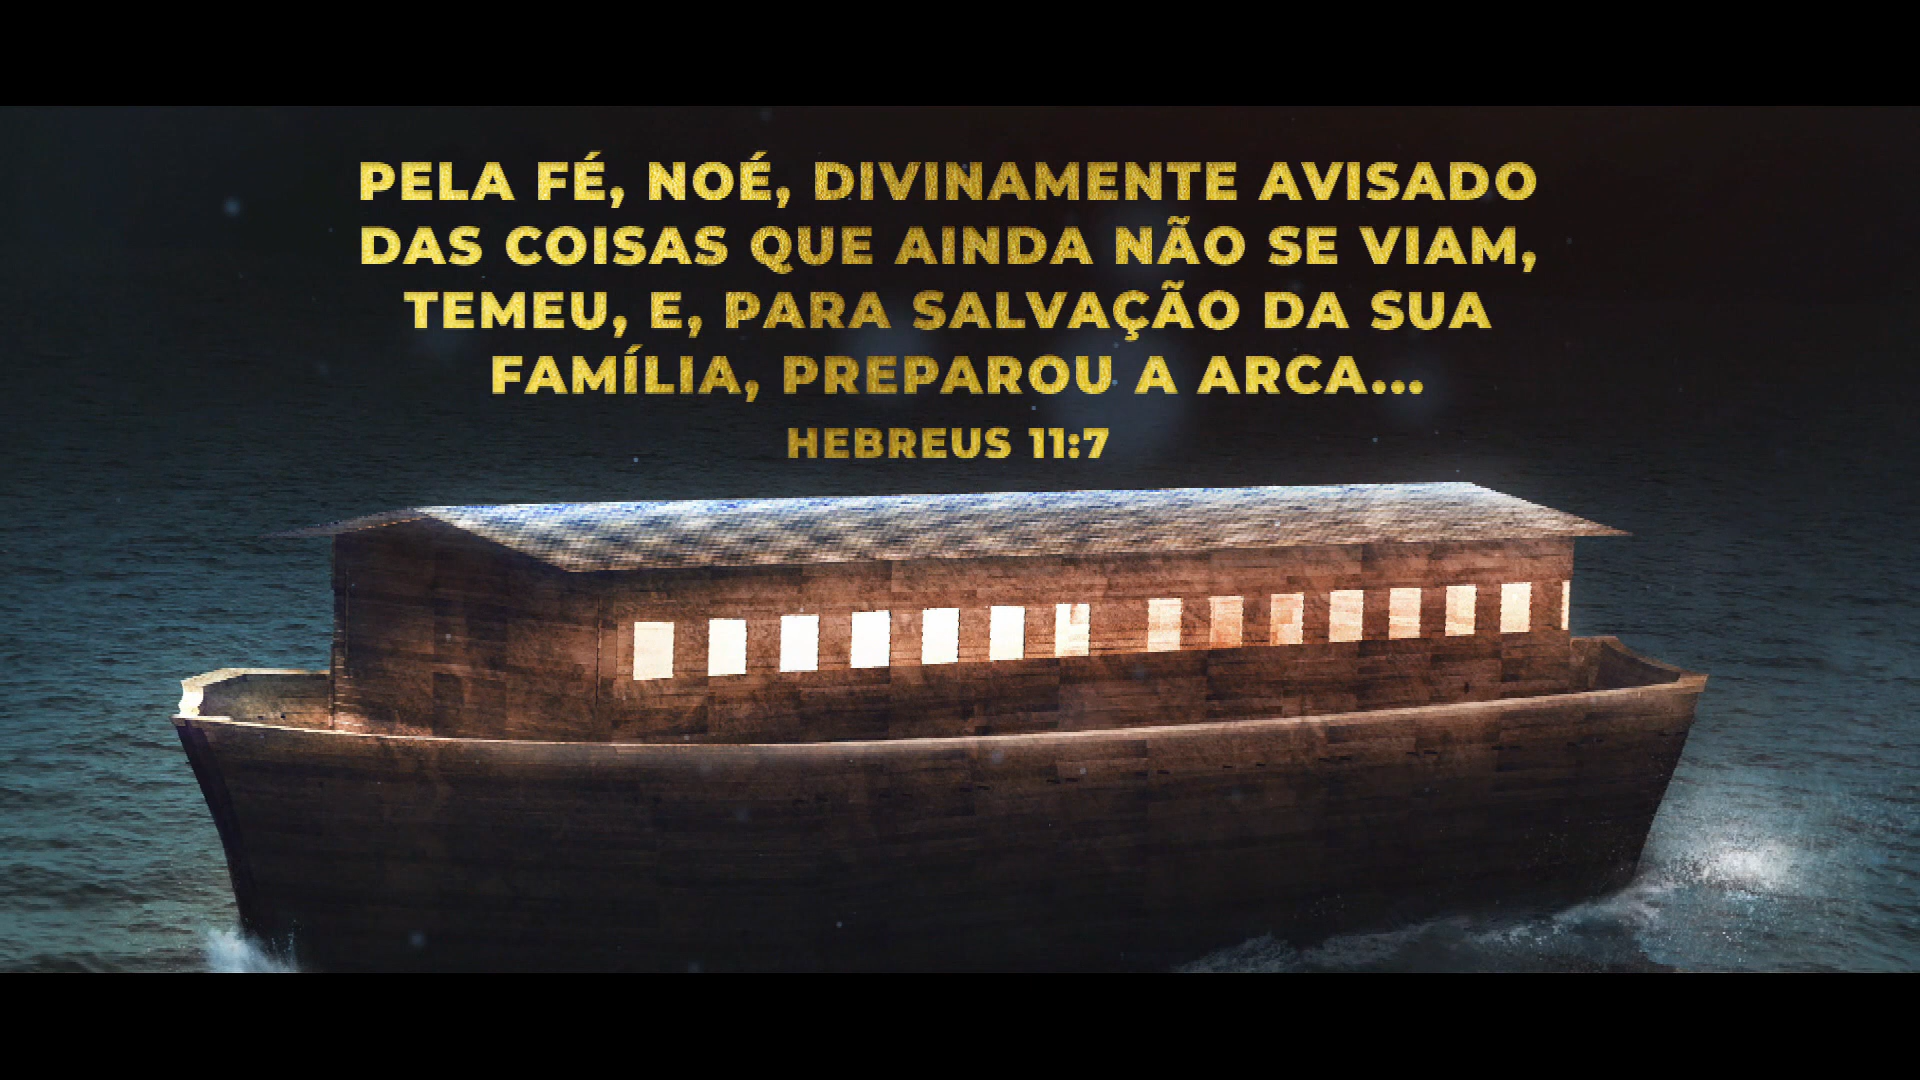 PELA FÉ, NOÉ, DIVINAMENTE AVISADO
DAS COISAS QUE AINDA NÃO SE VIAM,
TEMEU, E, PARA SALVAÇÃO DA SUA
FAMÍLIA, PREPAROU A ARCA...
HEBREUS 11:7